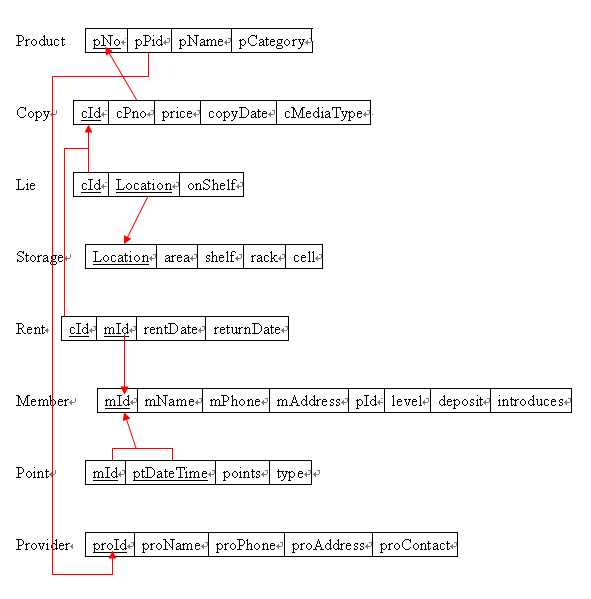 Product pNo pPid pName pCategory
Copy cId cPno price copyDate cMediaType
Lie cId Location onShelf
Storage Location area shelf rack cell
Rent cId mId rentDate returnDate
Member mId mName mPhone mAddress pId level deposit introduces
Point mId ptDateTime points type
Provider proId proName proPhone proAddress proContact